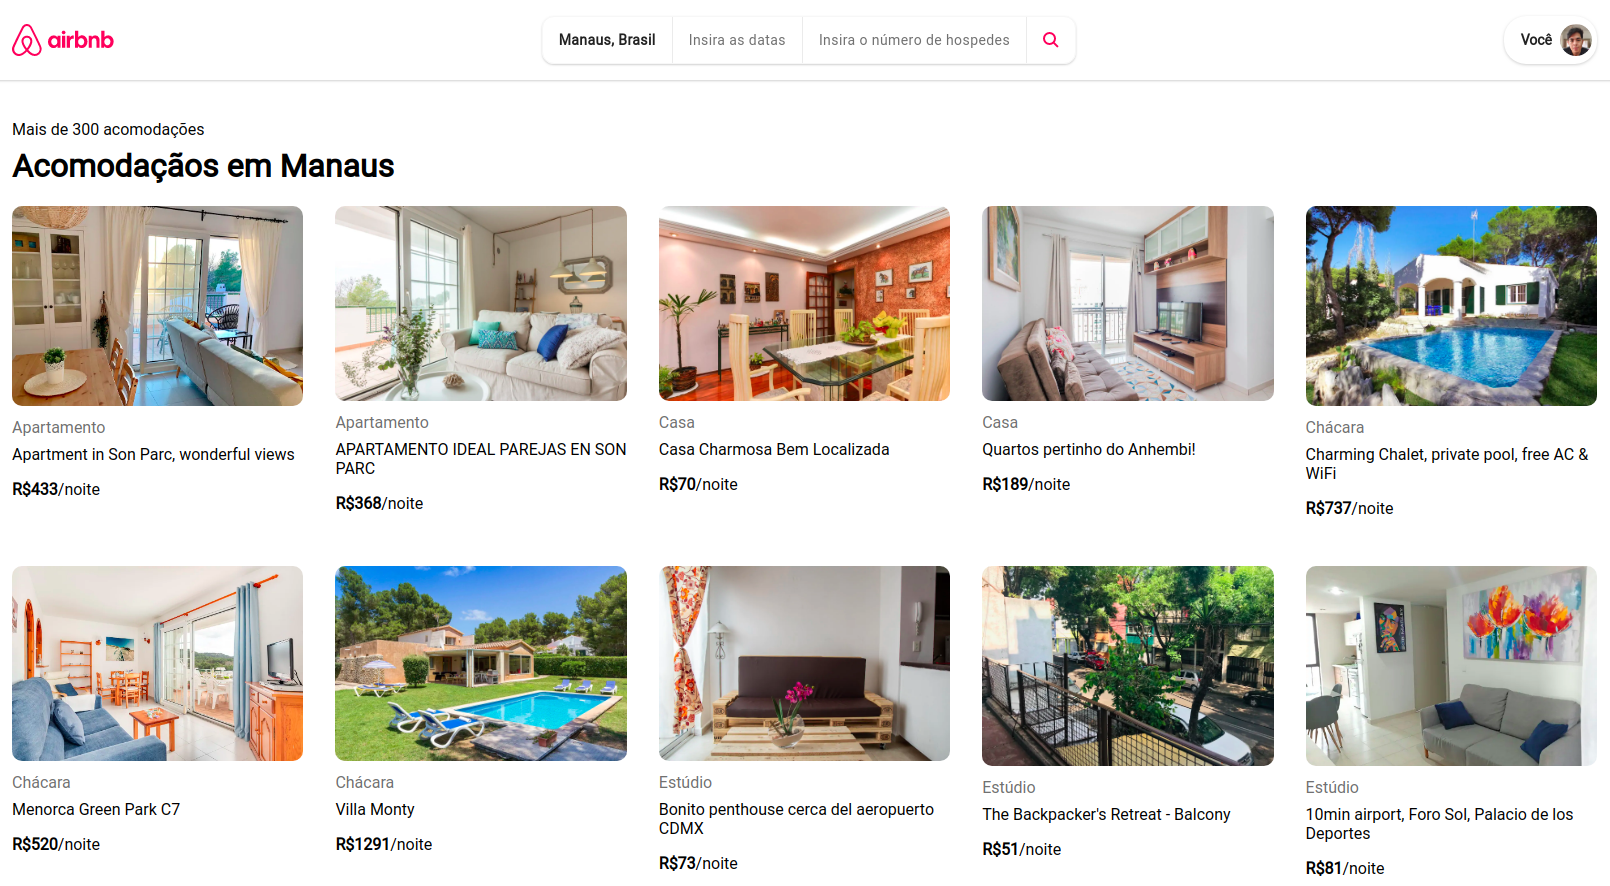 airbnb
Manaus, Brasil
Insira as datas
Insira o número de hospedes
Você
Mais de 300 acomodações
Acomodaçãos em Manaus
Apartamento
Apartment in Son Parc, wonderful views
R$433/noite
Apartamento
APARTAMENTO IDEAL PAREJAS EN SON
PARC
R$368/noite
Casa
Casa Charmosa Bem Localizada
R$70/noite
Casa
Quartos pertinho do Anhembi!
R$189/noite
Chácara
Charming Chalet, private pool, free AC &
WiFi
R$737/noite
Chácara
Menorca Green Park C7
R$520/noite
Chácara
Villa Monty
R$1291/noite
Estúdio
Bonito penthouse cerca del aeropuerto
CDMX
R$73/noite
Estúdio
The Backpacker's Retreat - Balcony
R$51/noite
Estúdio
10min airport, Foro Sol, Palacio de los
Deportes
R$81/noite